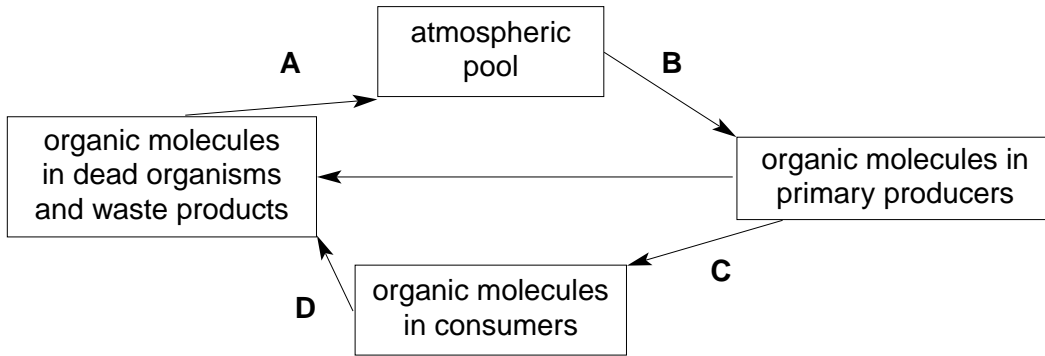 atmospheric
pool
A
B
organic molecules
in dead organisms
and waste products
organic molecules in
primary producers
C
D
organic molecules
in consumers